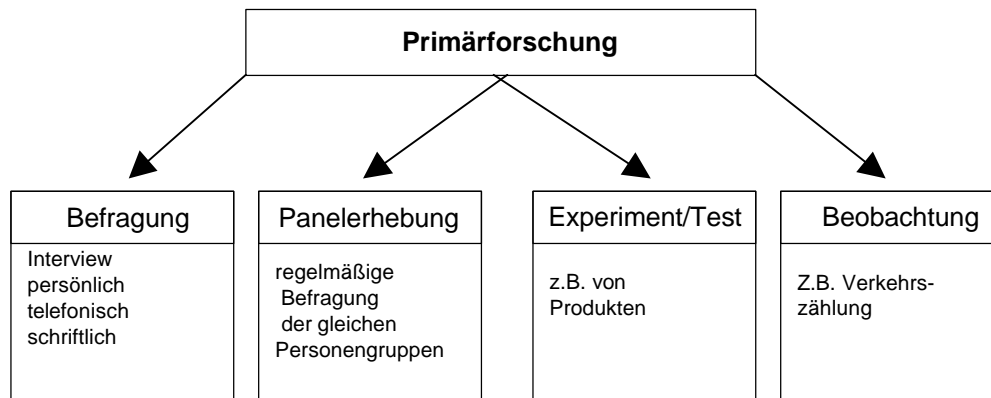 Primärforschung
Befragung
Interview
persönlich
telefonisch
schriftlich
Panelerhebung
regelmäßige
Befragung
der gleichen
Personengruppen
Experiment/Test
z.B. von
Produkten
Beobachtung
Z.B. Verkehrs-
zählung